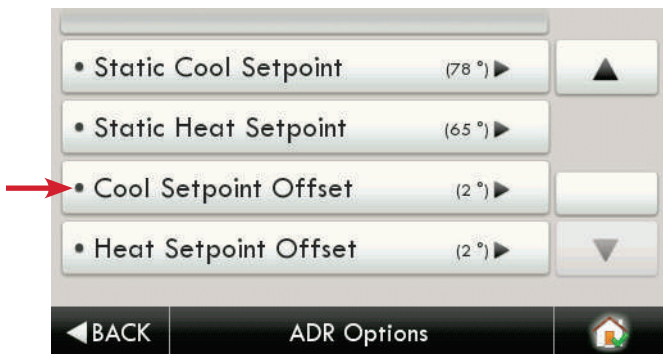 • Static Cool Setpoint (78 °)▶
• Static Heat Setpoint (65 °)▶
• Cool Setpoint Offset (2 °)▶
• Heat Setpoint Offset (2 °)▶
◀BACK ADR Options